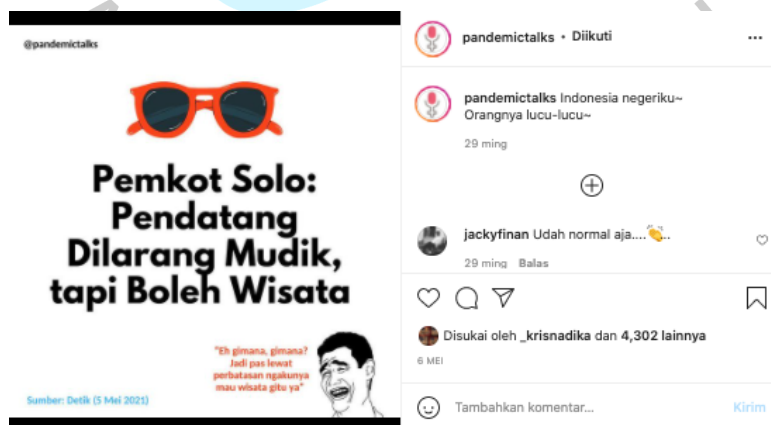 @pandemictalks
Pemkot Solo:
Pendatang
Dilarang Mudik,
tapi Boleh Wisata
"Eh gimana, gimana?
Jadi pas lewat
perbatasan ngakunya
mau wisata gitu ya"
Sumber: Detik (5 Mei 2021)
pandemictalks • Diikuti
pandemictalks Indonesia negeriku~
Orangnya lucu-lucu~
29 ming
jackyfinan Udah normal aja....👏..
29 ming Balas
Disukai oleh _krisnadika dan 4,302 lainnya
6 MEI
Tambahkan komentar...
Kirim